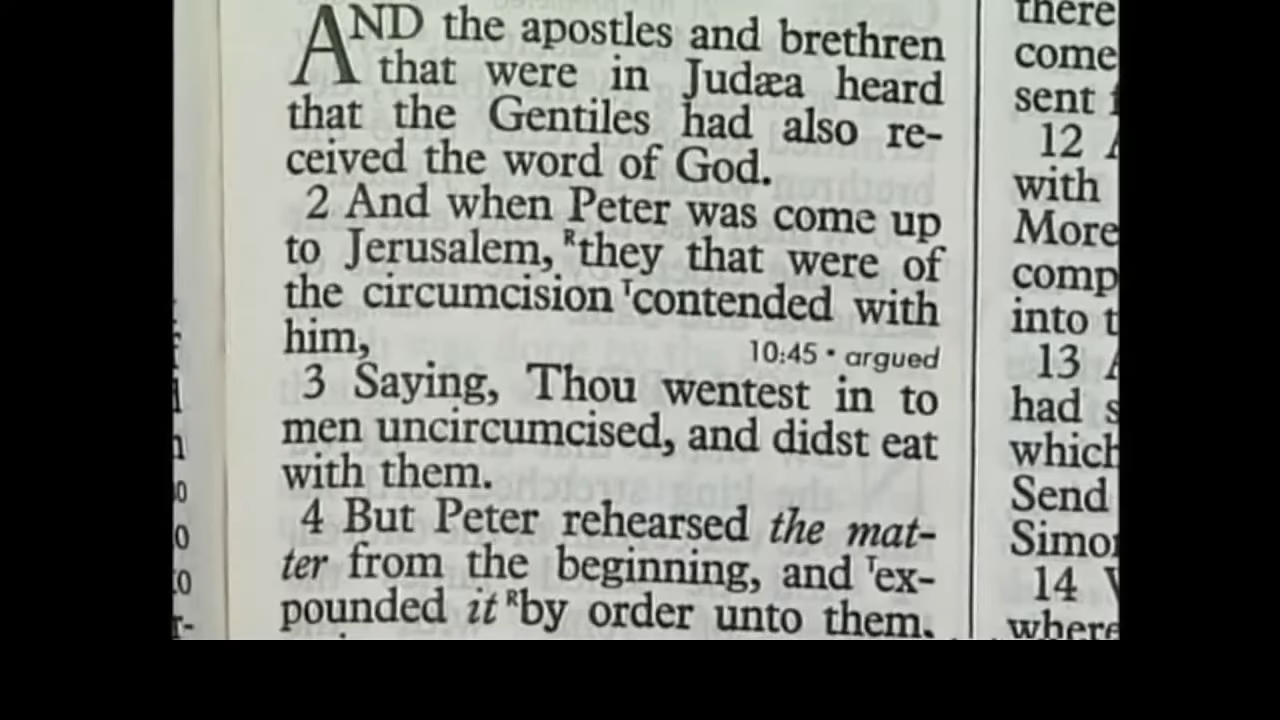 AND the apostles and brethren
that were in Judæa heard
that the Gentiles had also re-
ceived the word of God.
2 And when Peter was come up
to Jerusalem, ᴿthey that were of
the circumcision ᵀcontended with
him,
10:45 • argued
3 Saying, Thou wentest in to
men uncircumcised, and didst eat
with them.
4 But Peter rehearsed the mat-
ter from the beginning, and ᵀex-
pounded it ᴿby order unto them,
there
come
sent
12
with
More
comp
into t
13
had s
which
Send
Simo
14
where